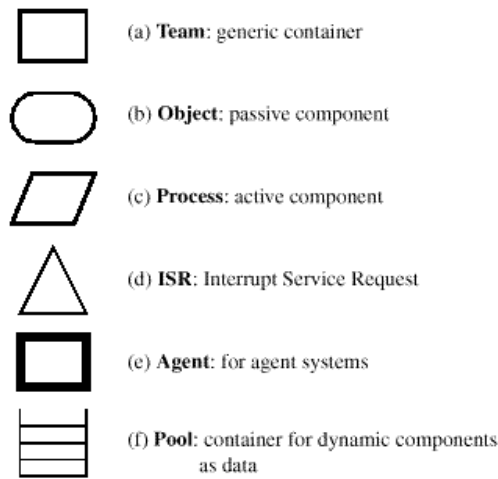 (a) Team: generic container
(b) Object: passive component
(c) Process: active component
(d) ISR: Interrupt Service Request
(e) Agent: for agent systems
(f) Pool: container for dynamic components
as data